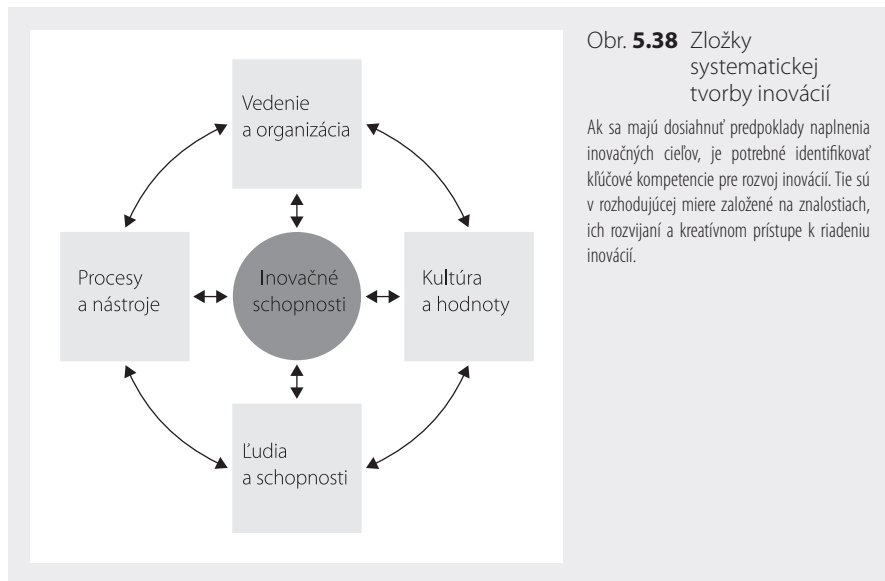 Vedenie
a organizácia
Procesy
a nástroje
Inovačné
schopnosti
Kultúra
a hodnoty
Ľudia
a schopnosti
Obr. 5.38 Zložky
systematickej
tvorby inovácií
Ak sa majú dosiahnuť predpoklady naplnenia
inovačných cieľov, je potrebné identifikovať
kľúčové kompetencie pre rozvoj inovácií. Tie sú
v rozhodujúcej miere založené na znalostiach,
ich rozvijaní a kreatívnom prístupe k riadeniu
inovácií.